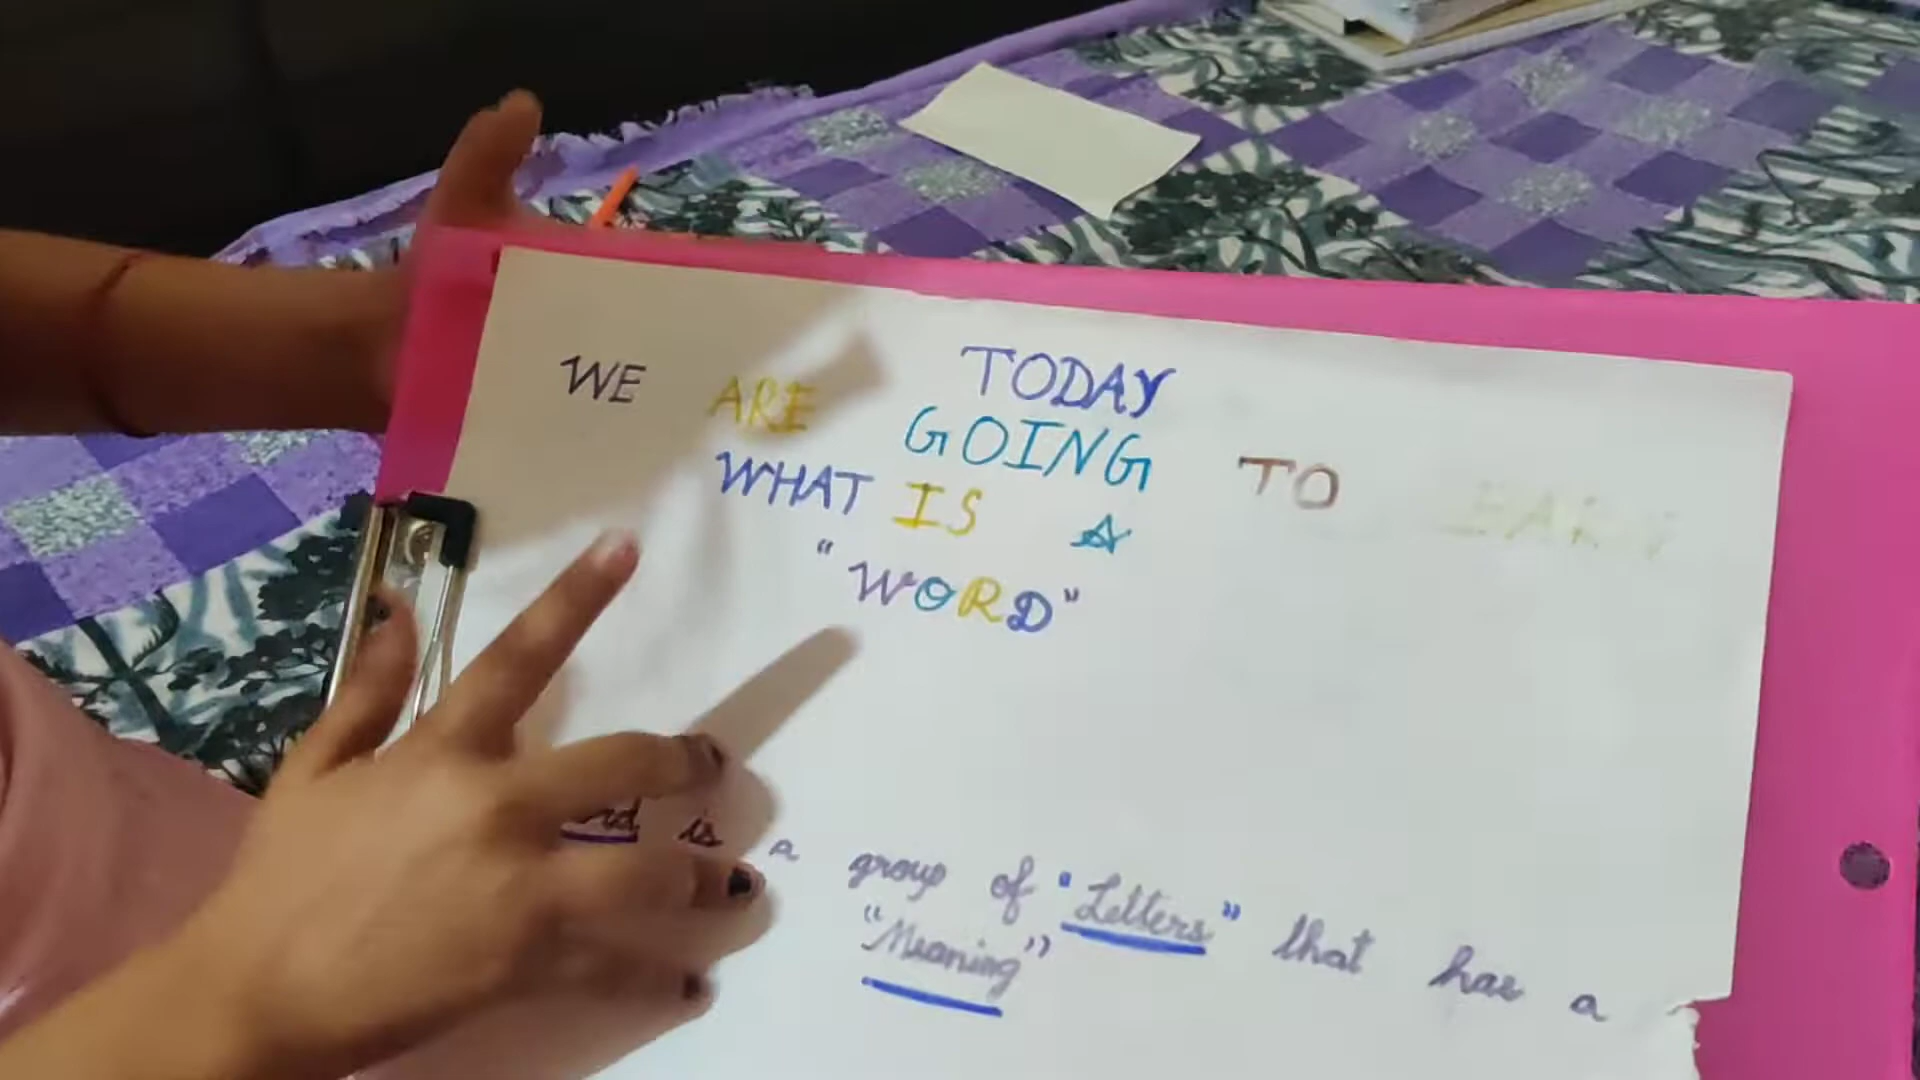 TODAY
WE ARE GOING TO
WHAT IS A
"WORD"
is a group of "Letters" that has a
"Meaning"